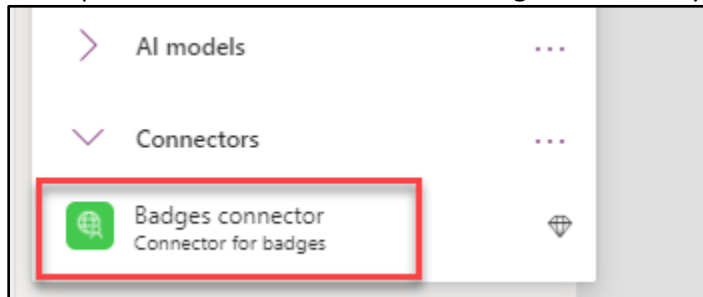 AI models
Connectors
Badges connector
Connector for badges